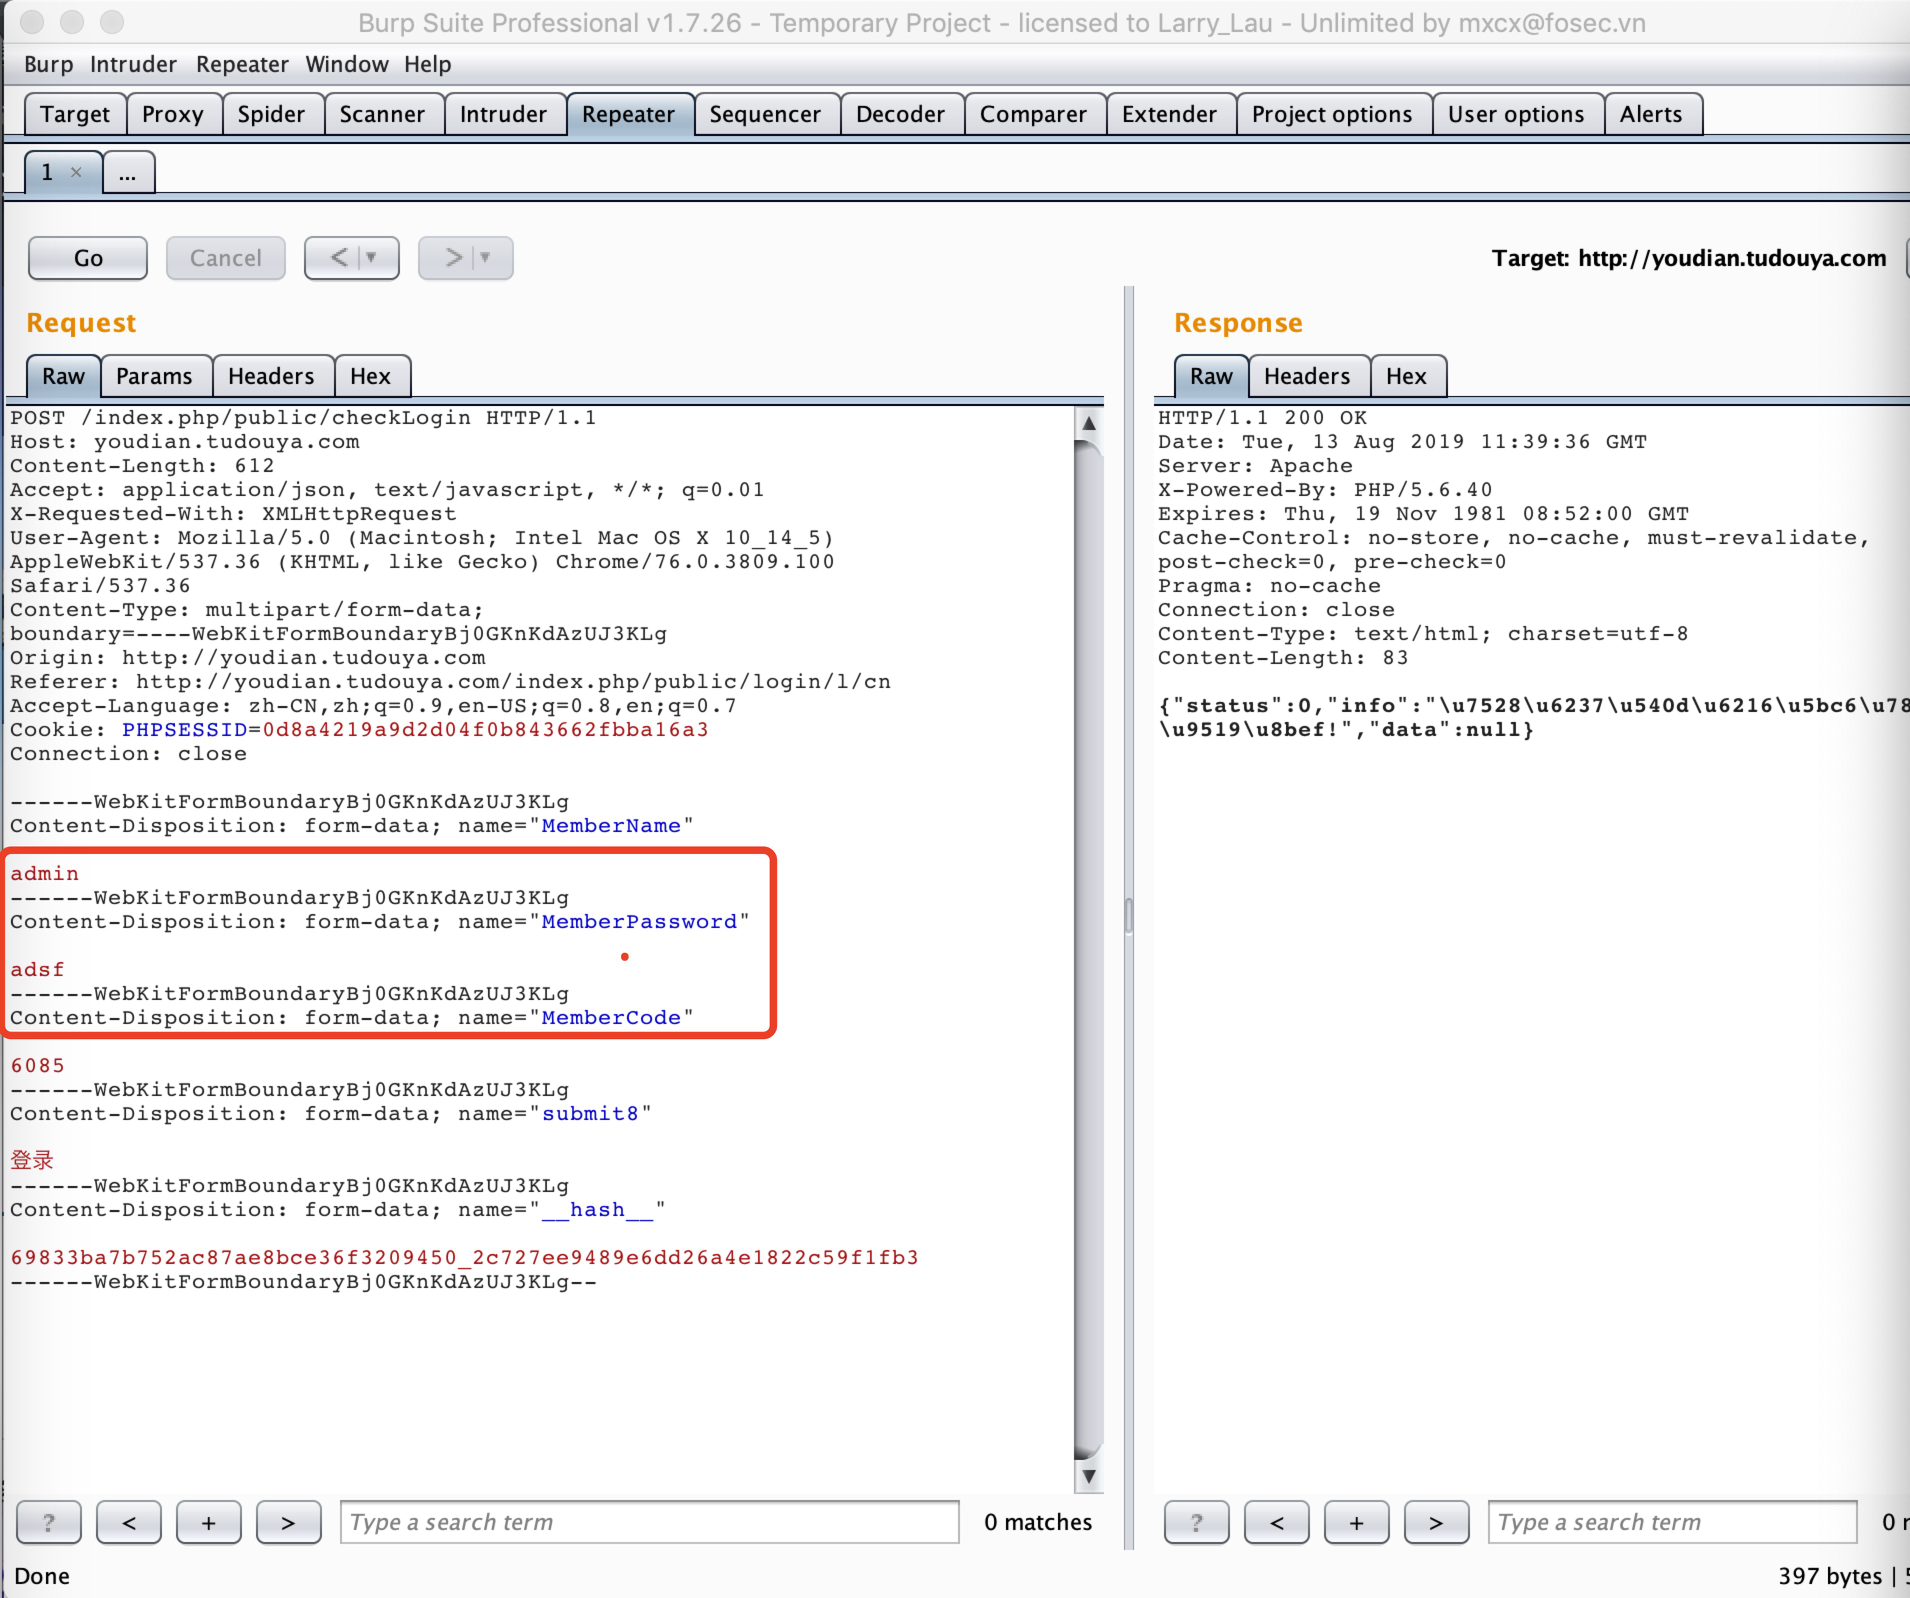 Burp Suite Professional v1.7.26 - Temporary Project - licensed to Larry_Lau - Unlimited by mxcx@fosec.vn
Burp Intruder Repeater Window Help
Target Proxy Spider Scanner Intruder Repeater Sequencer Decoder Comparer Extender Project options User options Alerts
1 × ...
Go Cancel < ▼ > ▼ Target: http://youdian.tudouya.com
Request
Raw Params Headers Hex
POST /index.php/public/checkLogin HTTP/1.1
Host: youdian.tudouya.com
Content-Length: 612
Accept: application/json, text/javascript, */*; q=0.01
X-Requested-With: XMLHttpRequest
User-Agent: Mozilla/5.0 (Macintosh; Intel Mac OS X 10_14_5)
AppleWebKit/537.36 (KHTML, like Gecko) Chrome/76.0.3809.100
Safari/537.36
Content-Type: multipart/form-data;
boundary=----WebKitFormBoundaryBj0GKnKdAzUJ3KLg
Origin: http://youdian.tudouya.com
Referer: http://youdian.tudouya.com/index.php/public/login/l/cn
Accept-Language: zh-CN,zh;q=0.9,en-US;q=0.8,en;q=0.7
Cookie: PHPSESSID=0d8a4219a9d2d04f0b843662fbba16a3
Connection: close
------WebKitFormBoundaryBj0GKnKdAzUJ3KLg
Content-Disposition: form-data; name="MemberName"
admin
------WebKitFormBoundaryBj0GKnKdAzUJ3KLg
Content-Disposition: form-data; name="MemberPassword"
adsf
------WebKitFormBoundaryBj0GKnKdAzUJ3KLg
Content-Disposition: form-data; name="MemberCode"
6085
------WebKitFormBoundaryBj0GKnKdAzUJ3KLg
Content-Disposition: form-data; name="submit8"
登录
------WebKitFormBoundaryBj0GKnKdAzUJ3KLg
Content-Disposition: form-data; name="__hash__"
69833ba7b752ac87ae8bce36f3209450_2c727ee9489e6dd26a4e1822c59f1fb3
------WebKitFormBoundaryBj0GKnKdAzUJ3KLg--
? < + > Type a search term 0 matches
Response
Raw Headers Hex
HTTP/1.1 200 OK
Date: Tue, 13 Aug 2019 11:39:36 GMT
Server: Apache
X-Powered-By: PHP/5.6.40
Expires: Thu, 19 Nov 1981 08:52:00 GMT
Cache-Control: no-store, no-cache, must-revalidate,
post-check=0, pre-check=0
Pragma: no-cache
Connection: close
Content-Type: text/html; charset=utf-8
Content-Length: 83
{"status":0,"info":"\u7528\u6237\u540d\u6216\u5bc6\u78
\u9519\u8bef!","data":null}
? < + > Type a search term 0
Done 397 bytes |